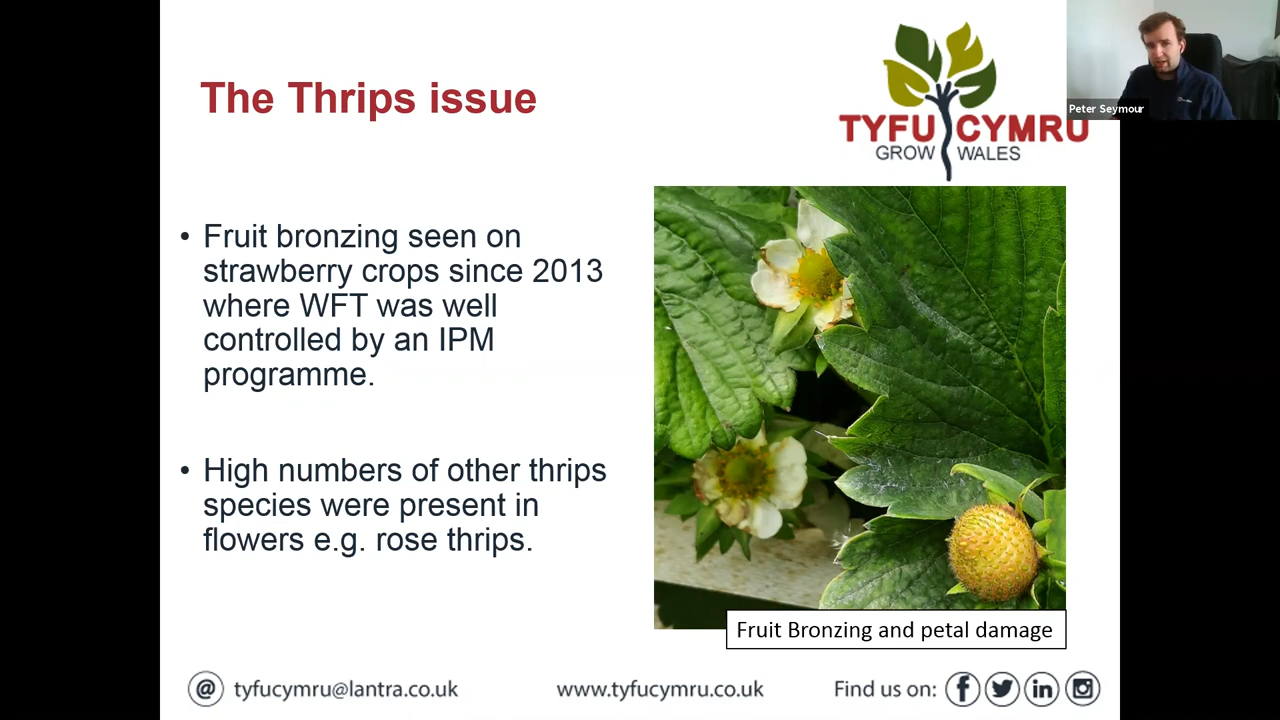 The Thrips issue
TYFU CYMRU
GROW WALES
Peter Seymour
• Fruit bronzing seen on
strawberry crops since 2013
where WFT was well
controlled by an IPM
programme.
• High numbers of other thrips
species were present in
flowers e.g. rose thrips.
Fruit Bronzing and petal damage
@ tyfucymru@lantra.co.uk
www.tyfucymru.co.uk
Find us on: